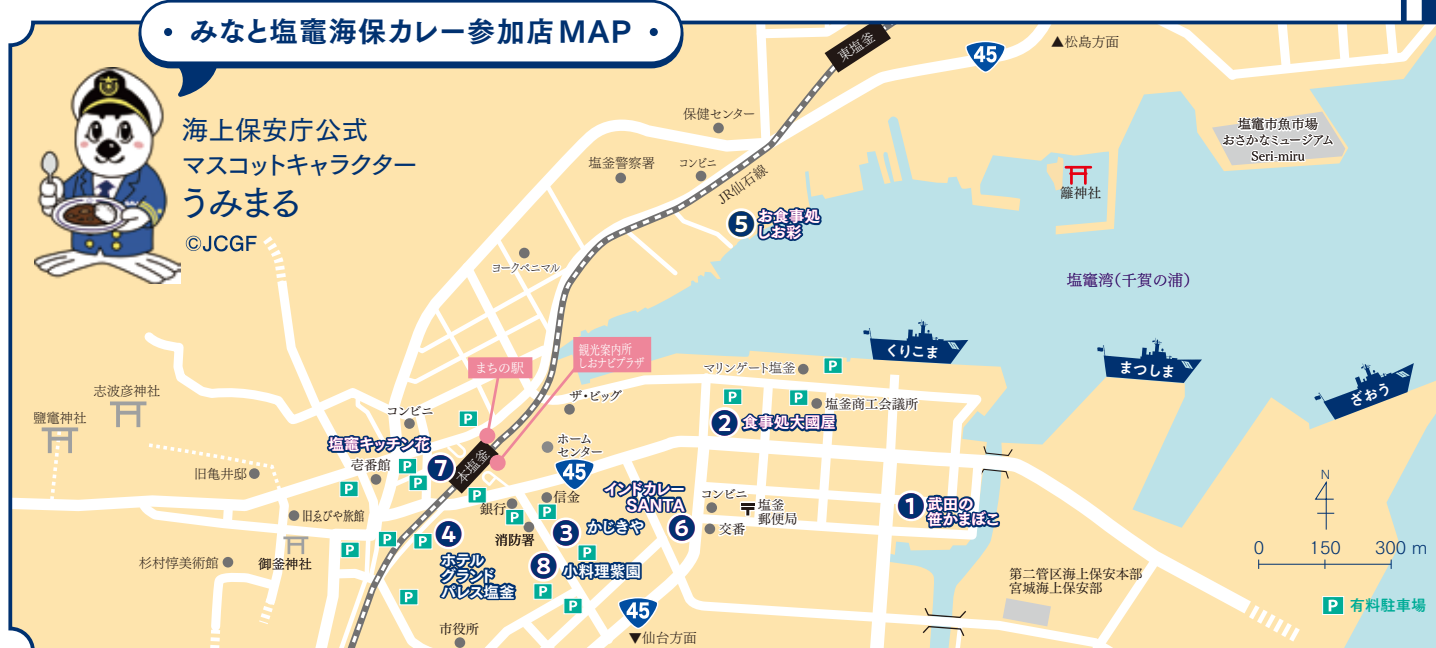 • みなと塩竈海保カレー参加店MAP •
海上保安庁公式
マスコットキャラクター
うみまる
©JCGF
東塩釜
45
▲松島方面
保健センター
塩釜警察署
コンビニ
JR仙石線
塩竈市魚市場
おさかなミュージアム
Seri-miru
籬神社
5 お食事処
しお彩
ヨークベニマル
塩竈湾(千賀の浦)
くりこま
まつしま
ざおう
まちの駅
観光案内所
しおナビプラザ
マリンゲート塩釜
P
志波彦神社
鹽竈神社
コンビニ
P
ザ・ビッグ
P
P
塩釜商工会議所
2 食事処大國屋
塩竈キッチン花
7
本塩釜
壱番館
P
P
P
旧亀井邸
ホーム
センター
45
P
銀行
信金
P
P
インドカレー
SANTA
6
コンビニ
塩釜
郵便局
交番
1 武田の
笹かまぼこ
旧ゑびや旅館
御釜神社
杉村惇美術館
P
P
P
4
ホテル
グランド
パレス塩釜
消防署
3 かじきや
P
8 小料理紫園
P
P
P
市役所
45
▼仙台方面
第二管区海上保安本部
宮城海上保安部
N
0 150 300 m
P 有料駐車場